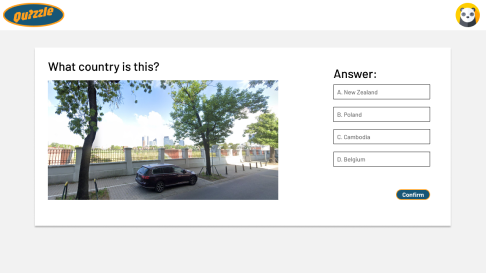 Quizzle
What country is this?
Answer:
A. New Zealand
B. Poland
C. Cambodia
D. Belgium
Confirm